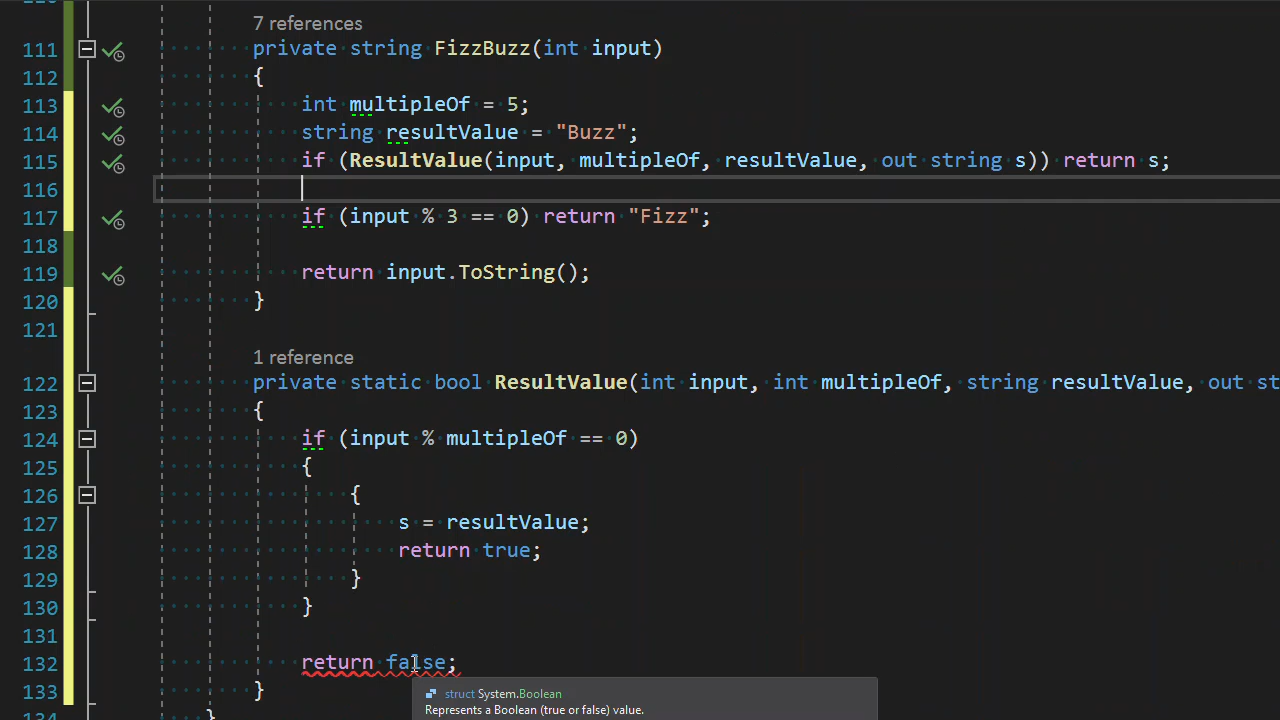 7 references
111 private string FizzBuzz(int input)
112 {
113 int multipleOf = 5;
114 string resultValue = "Buzz";
115 if (ResultValue(input, multipleOf, resultValue, out string s)) return s;
116
117 if (input % 3 == 0) return "Fizz";
118
119 return input.ToString();
120 }
121
1 reference
122 private static bool ResultValue(int input, int multipleOf, string resultValue, out st
123 {
124 if (input % multipleOf == 0)
125 {
126 {
127 s = resultValue;
128 return true;
129 }
130 }
131
132 return false;
133 }
struct System.Boolean
Represents a Boolean (true or false) value.
134 }